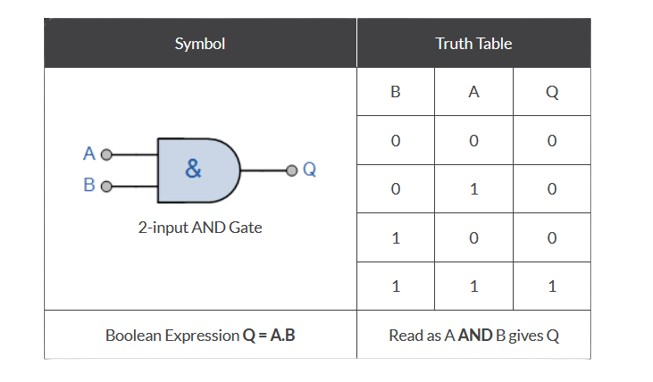 Symbol
Truth Table
B A Q
A
&
Q
B
0 0 0
0 1 0
2-input AND Gate
1 0 0
1 1 1
Boolean Expression Q = A.B
Read as A AND B gives Q